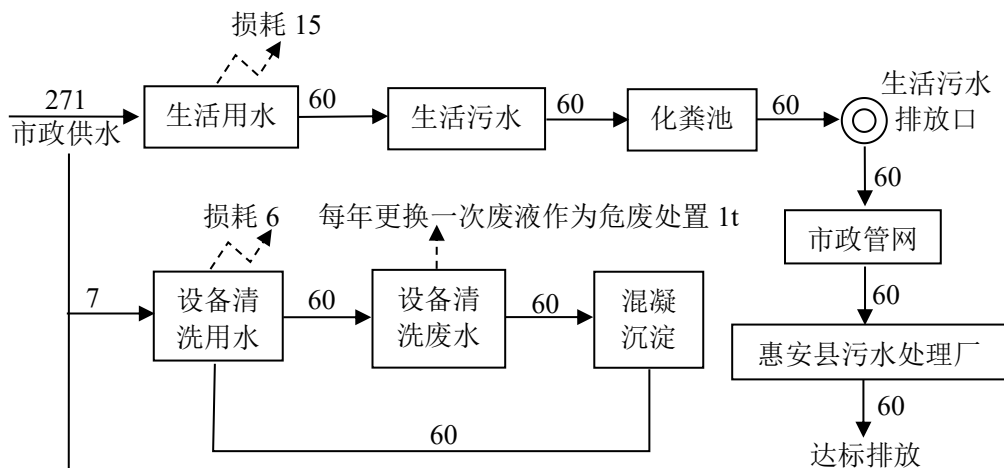 损耗 15
271
市政供水
生活用水
60
生活污水
60
化粪池
60
生活污水
排放口
60
市政管网
60
惠安县污水处理厂
60
达标排放
损耗 6
每年更换一次废液作为危废处置 1t
7
设备清
洗用水
60
设备清
洗废水
60
混凝
沉淀
60